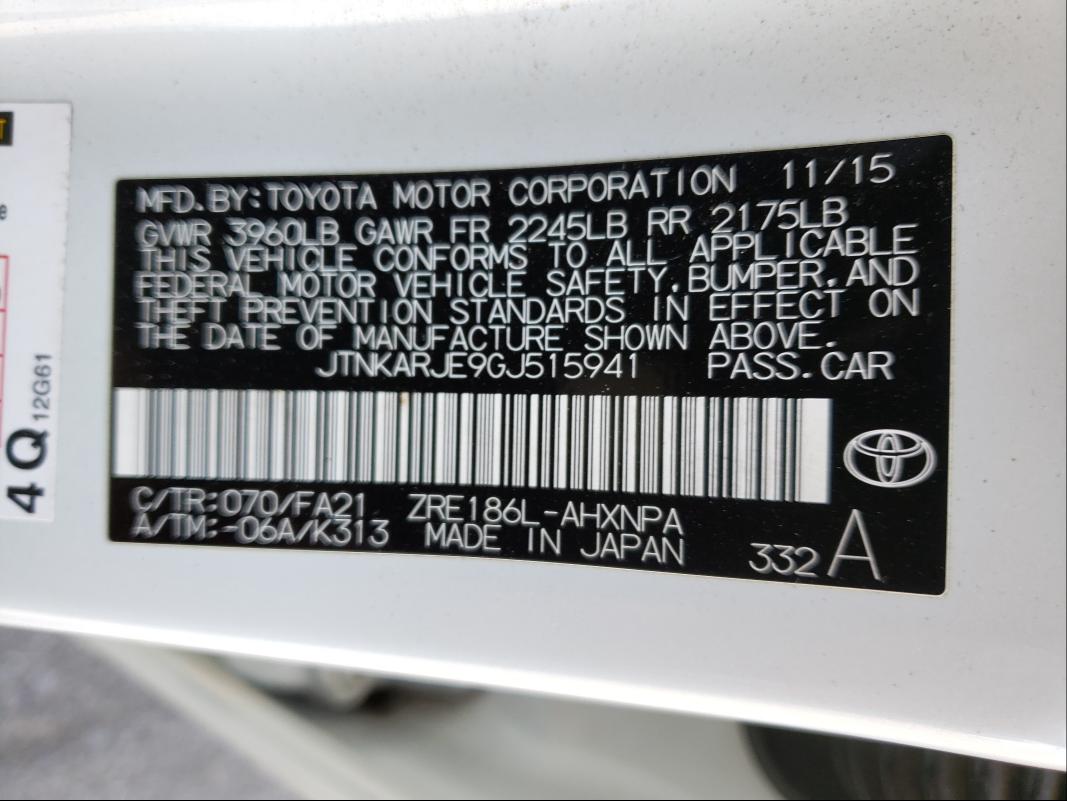 MFD.BY:TOYOTA MOTOR CORPORATION 11/15
GVWR 3960LB GAWR FR 2245LB RR 2175LB
THIS VEHICLE CONFORMS TO ALL APPLICABLE
FEDERAL MOTOR VEHICLE SAFETY,BUMPER,AND
THEFT PREVENTION STANDARDS IN EFFECT ON
THE DATE OF MANUFACTURE SHOWN ABOVE.
JTNKARJE9GJ515941 PASS.CAR
C/TR:070/FA21 ZRE186L-AHXNPA
A/TM:-06A/K313 MADE IN JAPAN
332 A
4Q 12G61